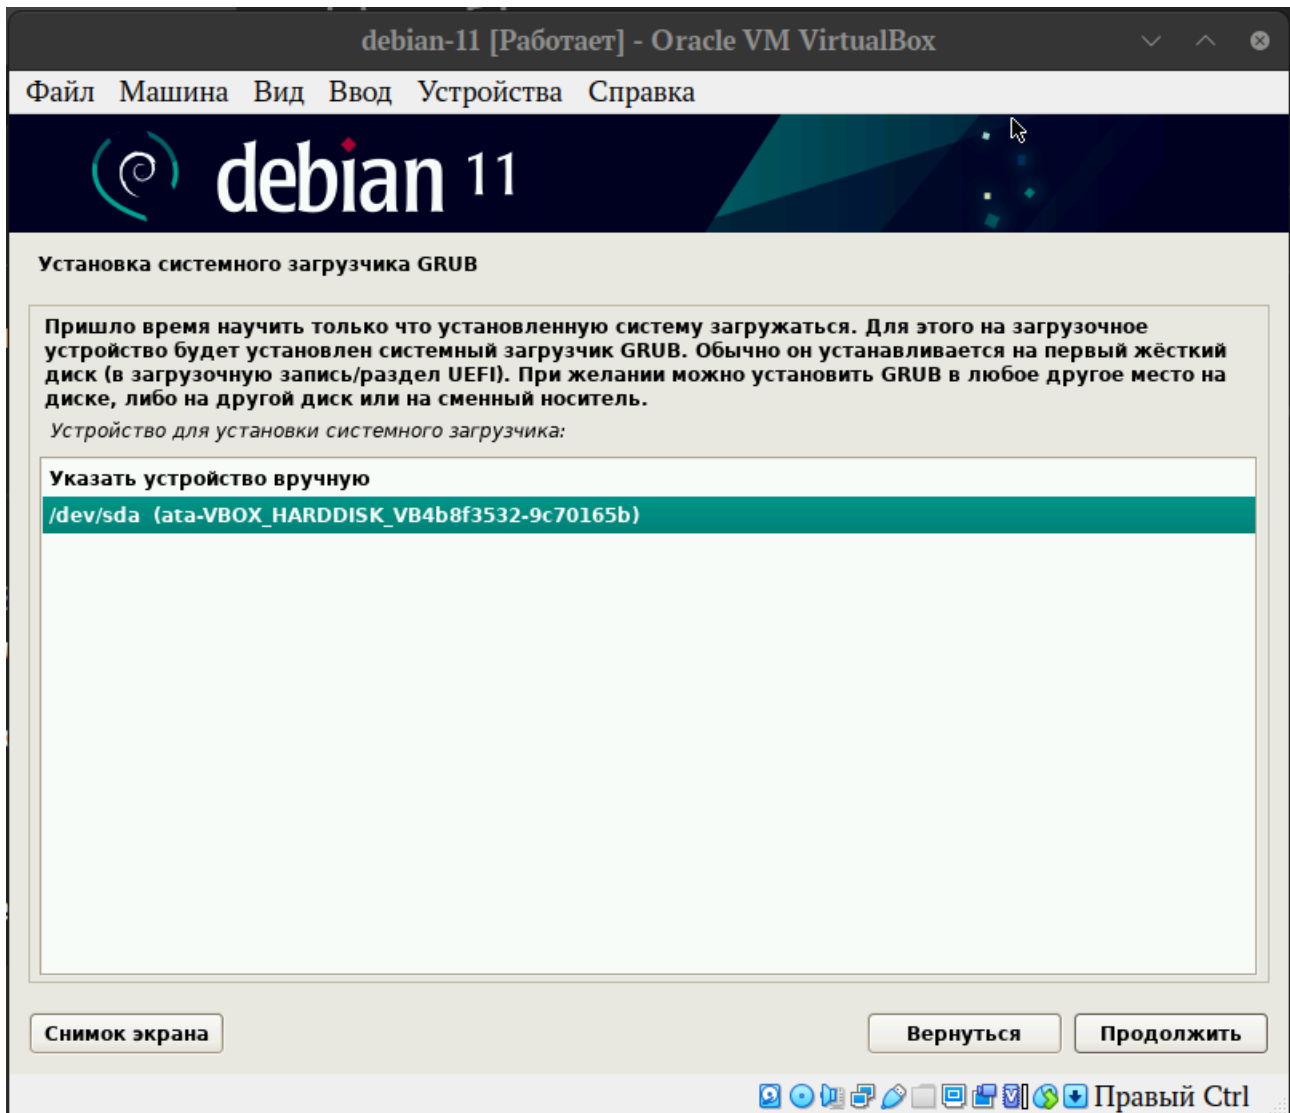 debian-11 [Работает] - Oracle VM VirtualBox
Файл Машина Вид Ввод Устройства Справка
debian 11
Установка системного загрузчика GRUB
Пришло время научить только что установленную систему загружаться. Для этого на загрузочное
устройство будет установлен системный загрузчик GRUB. Обычно он устанавливается на первый жёсткий
диск (в загрузочную запись/раздел UEFI). При желании можно установить GRUB в любое другое место на
диске, либо на другой диск или на сменный носитель.
Устройство для установки системного загрузчика:
Указать устройство вручную
/dev/sda (ata-VBOX_HARDDISK_VB4b8f3532-9c70165b)
Снимок экрана
Вернуться
Продолжить
Правый Ctrl